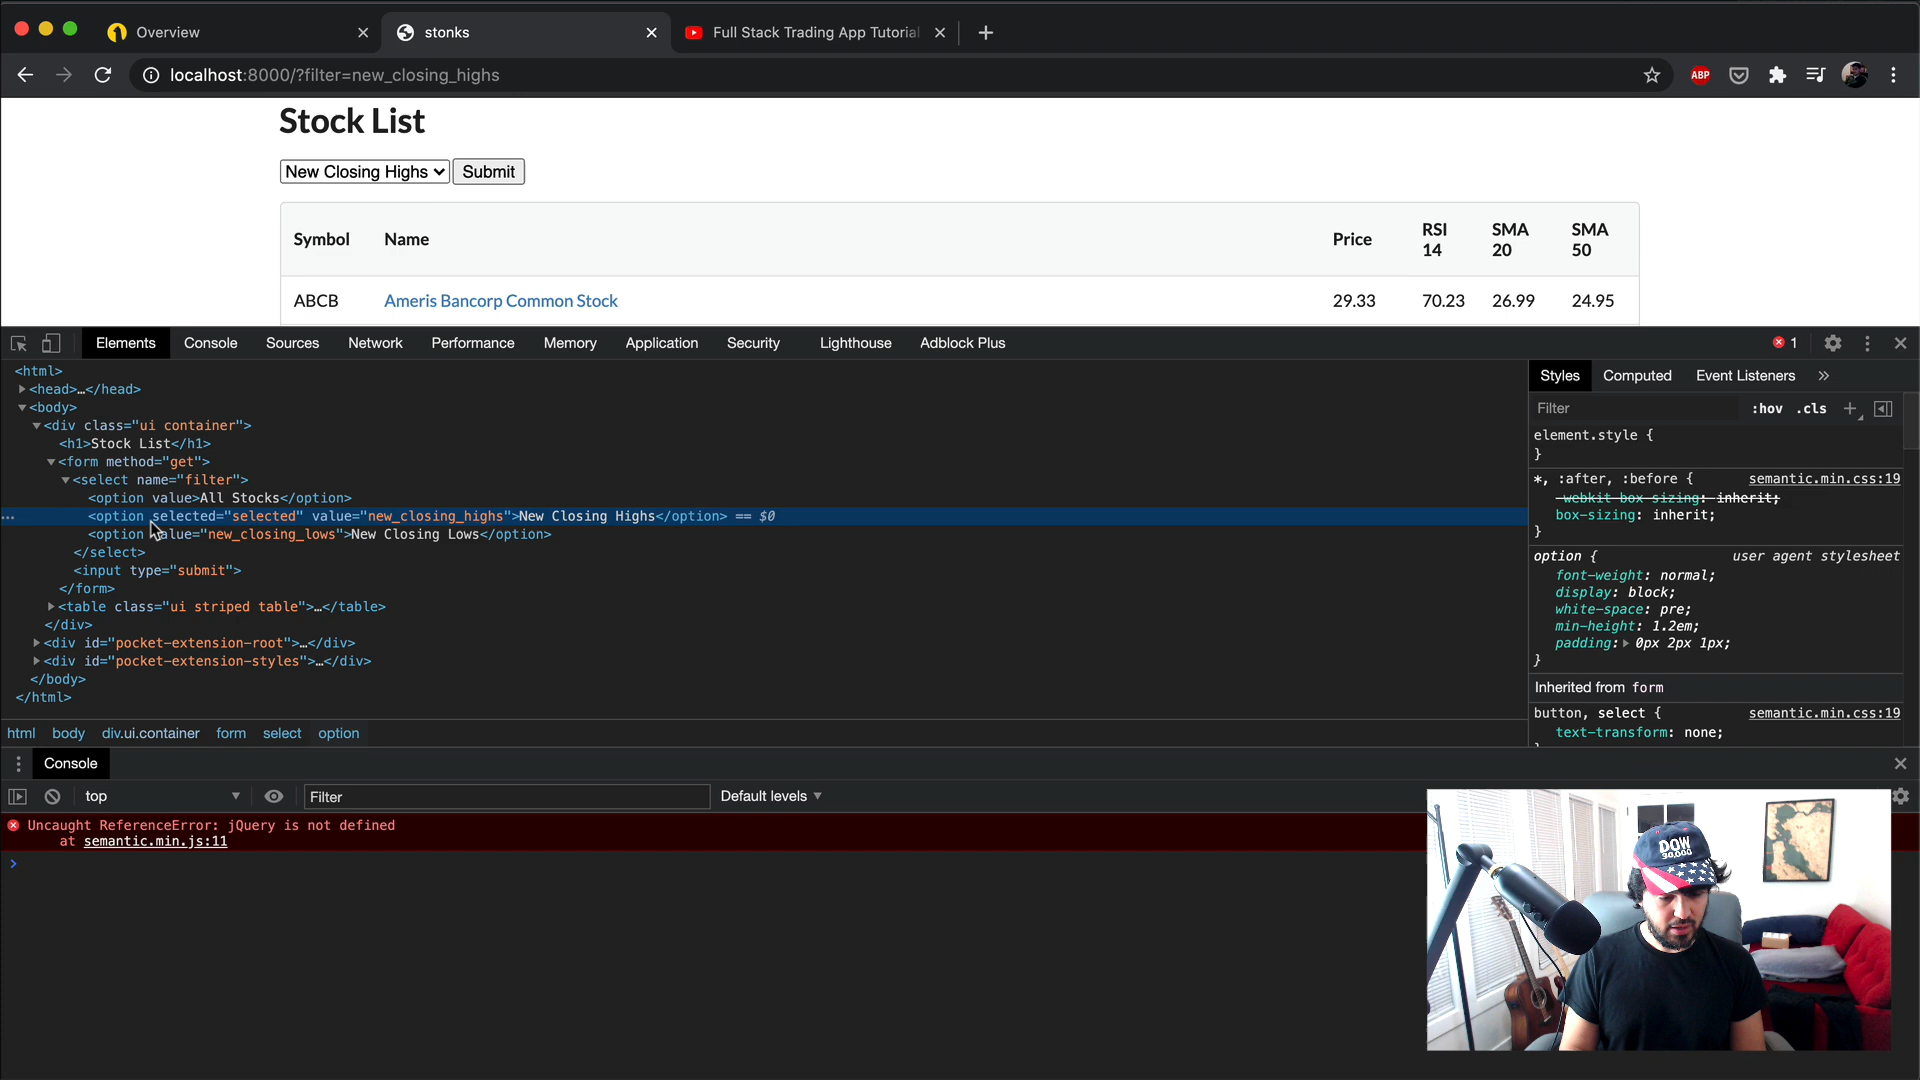 Overview
stonks
Full Stack Trading App Tutorial
localhost:8000/?filter=new_closing_highs
ABP
Stock List
New Closing Highs
Submit
Symbol Name Price RSI 14 SMA 20 SMA 50
ABCB Ameris Bancorp Common Stock 29.33 70.23 26.99 24.95
Elements Console Sources Network Performance Memory Application Security Lighthouse Adblock Plus 1
<html>
<head>…</head>
<body>
<div class="ui container">
<h1>Stock List</h1>
<form method="get">
<select name="filter">
<option value>All Stocks</option>
<option selected="selected" value="new_closing_highs">New Closing Highs</option> == $0
<option value="new_closing_lows">New Closing Lows</option>
</select>
<input type="submit">
</form>
<table class="ui striped table">…</table>
</div>
<div id="pocket-extension-root">…</div>
<div id="pocket-extension-styles">…</div>
</body>
</html>
html body div.ui.container form select option
Styles Computed Event Listeners »
Filter :hov .cls
element.style {
}
*, :after, :before { semantic.min.css:19
-webkit-box-sizing: inherit;
box-sizing: inherit;
}
option { user agent stylesheet
font-weight: normal;
display: block;
white-space: pre;
min-height: 1.2em;
padding: 0px 2px 1px;
}
Inherited from form
button, select { semantic.min.css:19
text-transform: none;
Console
top Filter Default levels
Uncaught ReferenceError: jQuery is not defined
at semantic.min.js:11
DOW
30,000